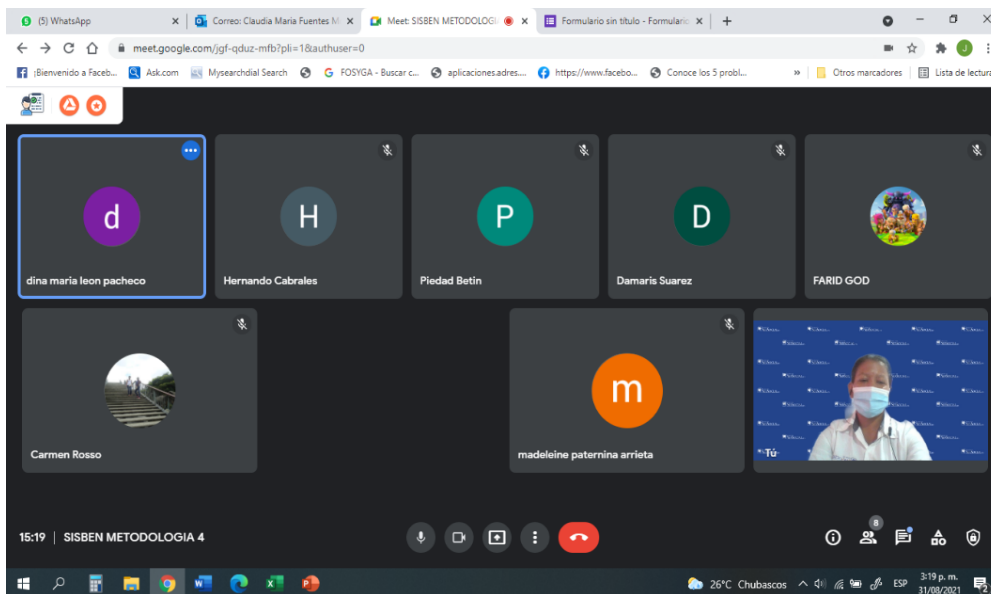 (5) WhatsApp
Correo: Claudia Maria Fuentes M
Meet: SISBEN METODOLOGI
Formulario sin título - Formulario
meet.google.com/jgf-qduz-mfb?pli=1&authuser=0
¡Bienvenido a Faceb...
Ask.com
Mysearchdial Search
FOSYGA - Buscar c...
aplicaciones.adres....
https://www.facebo...
Conoce los 5 probl...
»
Otros marcadores
Lista de lectura
d
H
P
D
dina maria leon pacheco
Hernando Cabrales
Piedad Betin
Damaris Suarez
FARID GOD
m
Carmen Rosso
madeleine paternina arrieta
Tú
15:19 | SISBEN METODOLOGIA 4
8
26°C Chubascos
ESP
3:19 p. m.
31/08/2021
2